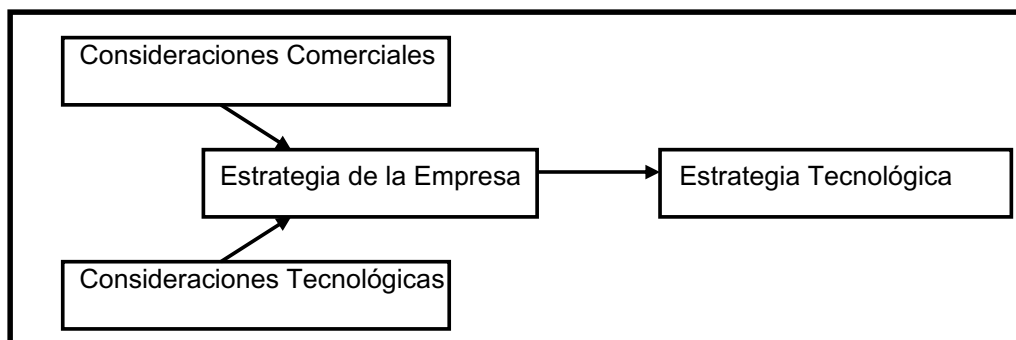 Consideraciones Comerciales
Estrategia de la Empresa
Estrategia Tecnológica
Consideraciones Tecnológicas